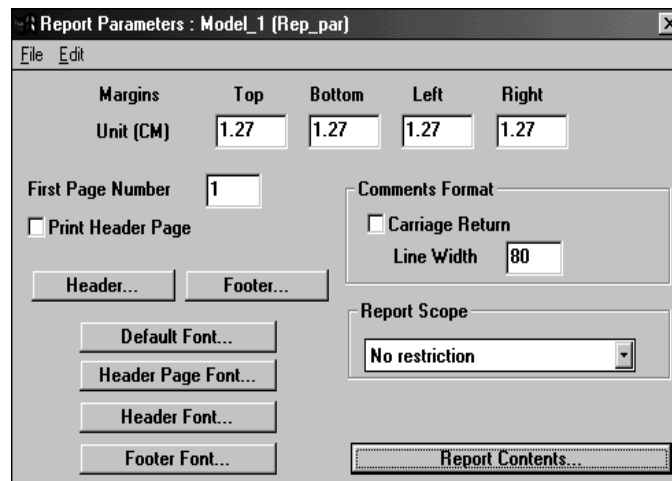 Report Parameters : Model_1 (Rep_par)
File Edit
Margins Top Bottom Left Right
Unit (CM) 1.27 1.27 1.27 1.27
First Page Number 1
Print Header Page
Header... Footer...
Default Font...
Header Page Font...
Header Font...
Footer Font...
Comments Format
Carriage Return
Line Width 80
Report Scope
No restriction
Report Contents...